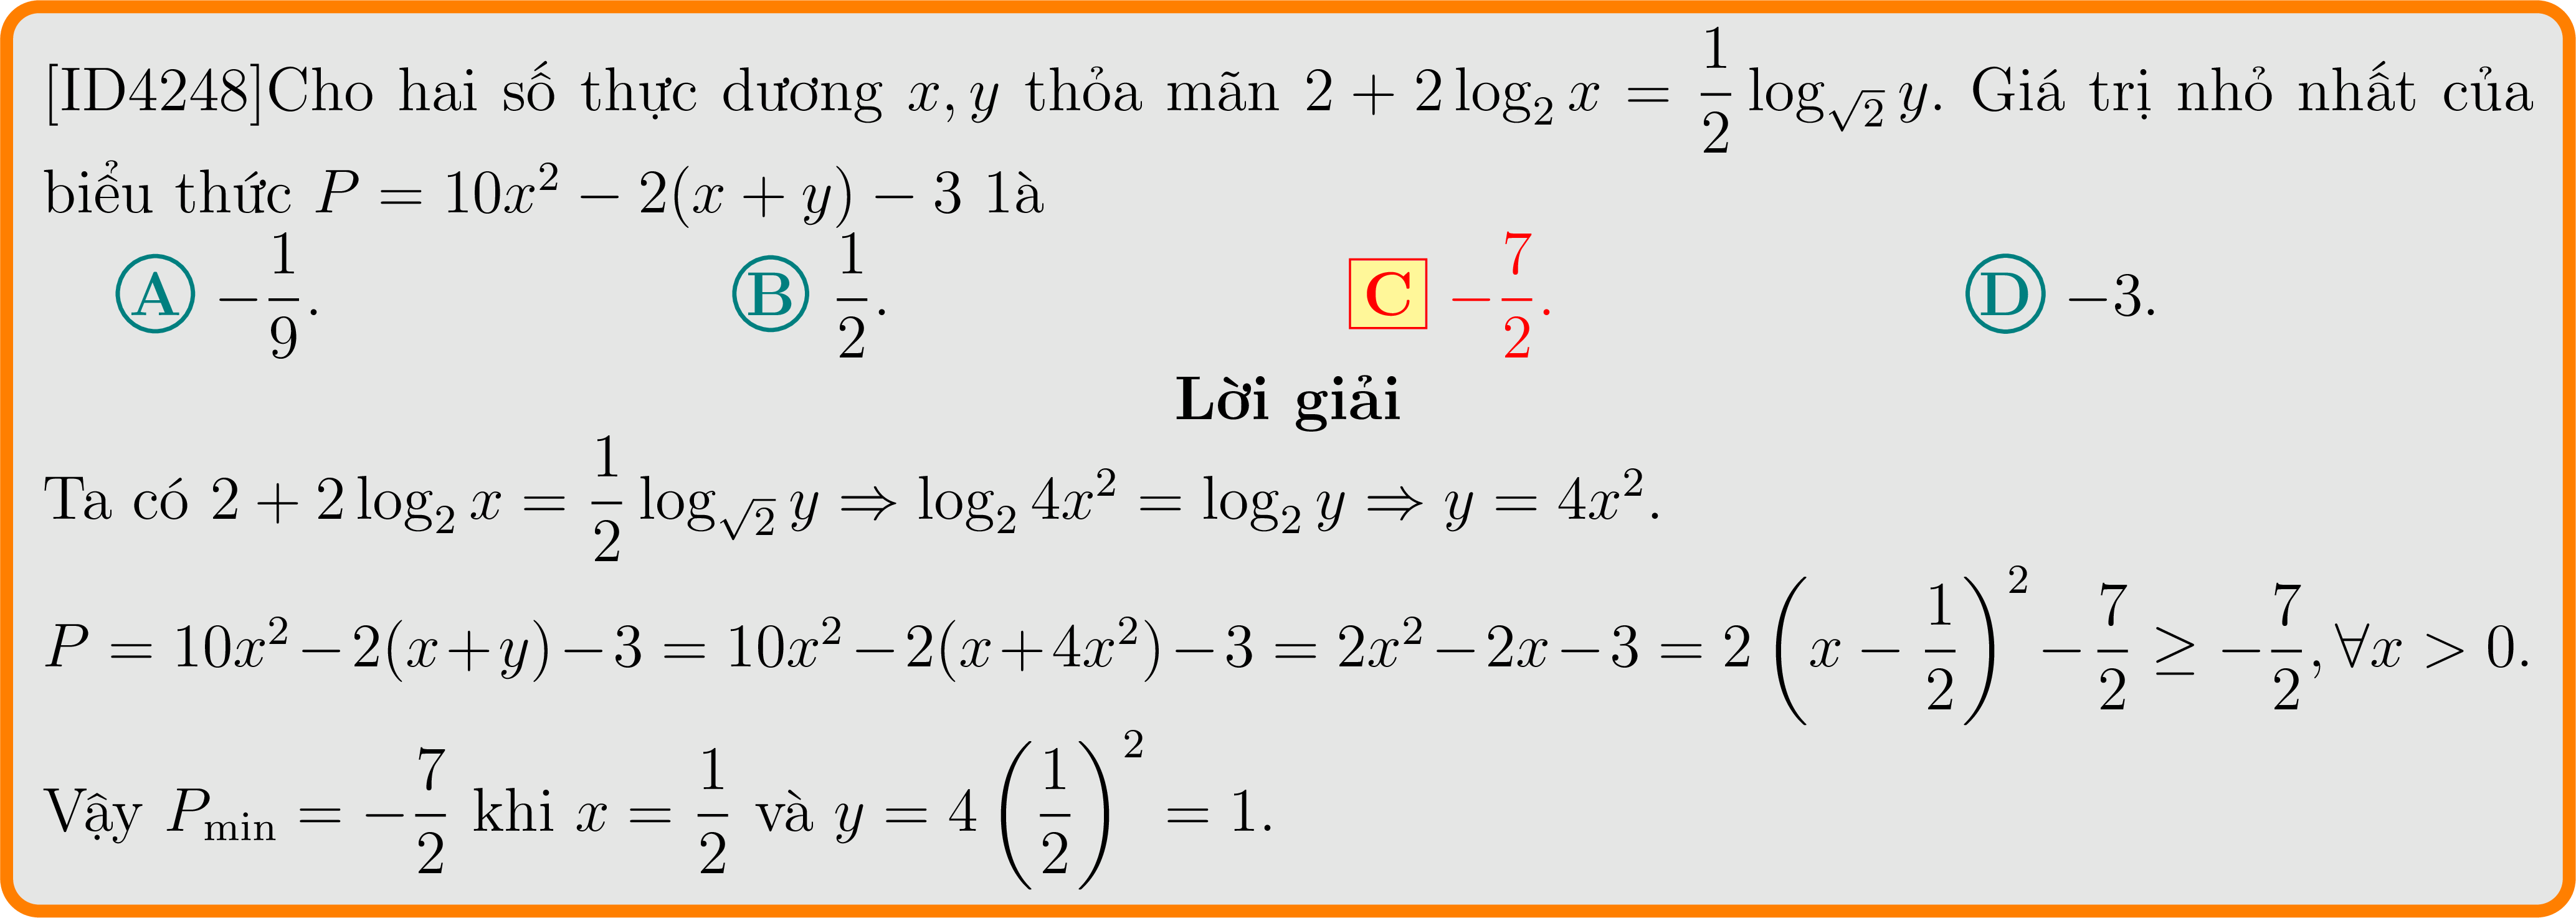 [ID4248]Cho hai số thực dương $x, y$ thỏa mãn $2 + 2\log_2 x = \frac{1}{2}\log_{\sqrt{2}} y$. Giá trị nhỏ nhất của
biểu thức $P = 10x^2 - 2(x + y) - 3$ 1à
A $-\frac{1}{9}$. B $\frac{1}{2}$. C $-\frac{7}{2}$. D $-3$.
Lời giải
Ta có $2 + 2\log_2 x = \frac{1}{2}\log_{\sqrt{2}} y \Rightarrow \log_2 4x^2 = \log_2 y \Rightarrow y = 4x^2$.
$P = 10x^2 - 2(x + y) - 3 = 10x^2 - 2(x + 4x^2) - 3 = 2x^2 - 2x - 3 = 2\left(x - \frac{1}{2}\right)^2 - \frac{7}{2} \geq -\frac{7}{2}, \forall x > 0$.
Vậy $P_{\min} = -\frac{7}{2}$ khi $x = \frac{1}{2}$ và $y = 4\left(\frac{1}{2}\right)^2 = 1$.